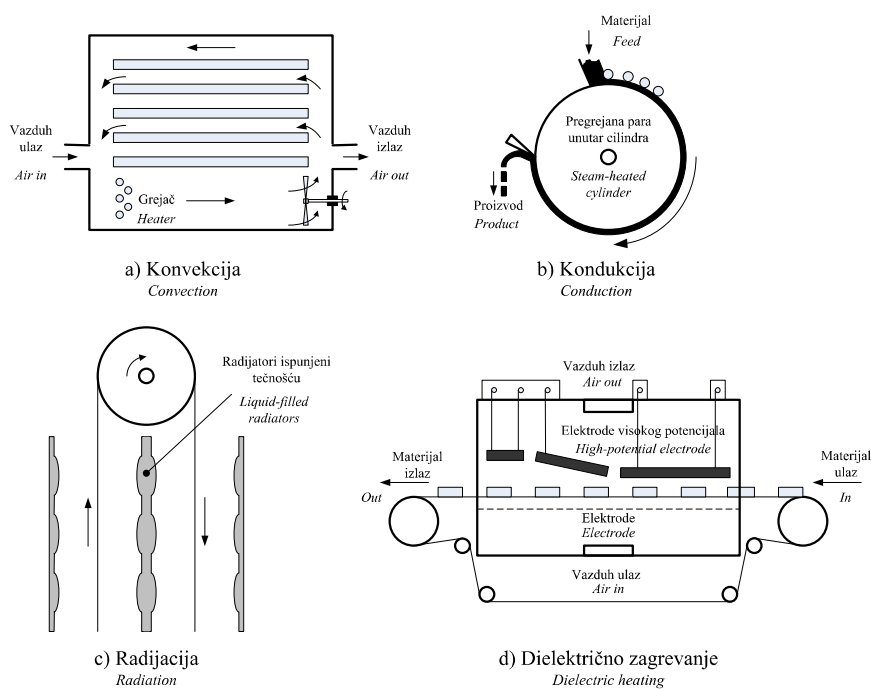 Vazduh
ulaz
Air in
Grejač
Heater
Vazduh
izlaz
Air out
a) Konvekcija
Convection
Materijal
Feed
Pregrejana para
unutar cilindra
Steam-heated
cylinder
Proizvod
Product
b) Kondukcija
Conduction
Radijatori ispunjeni
tečnošću
Liquid-filled
radiators
c) Radijacija
Radiation
Vazduh izlaz
Air out
Elektrode visokog potencijala
High-potential electrode
Materijal
izlaz
Out
Materijal
ulaz
In
Elektrode
Electrode
Vazduh ulaz
Air in
d) Dielektrično zagrevanje
Dielectric heating